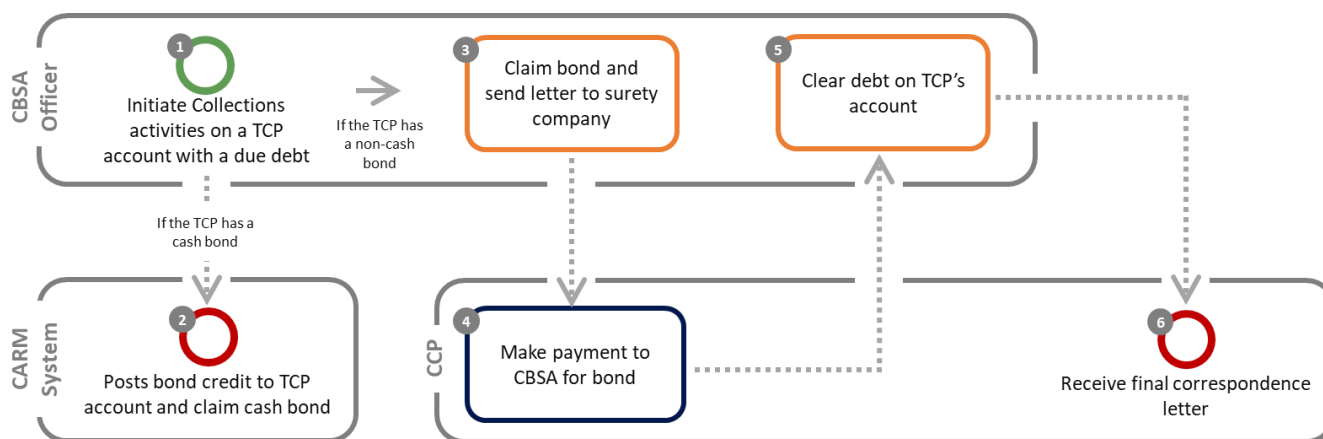 CBSA
Officer
1
Initiate Collections
activities on a TCP
account with a due debt
If the TCP has
a non-cash
bond
3
Claim bond and
send letter to surety
company
5
Clear debt on TCP’s
account
If the TCP has a
cash bond
CARM
System
2
Posts bond credit to TCP
account and claim cash bond
CCP
4
Make payment to
CBSA for bond
6
Receive final correspondence
letter